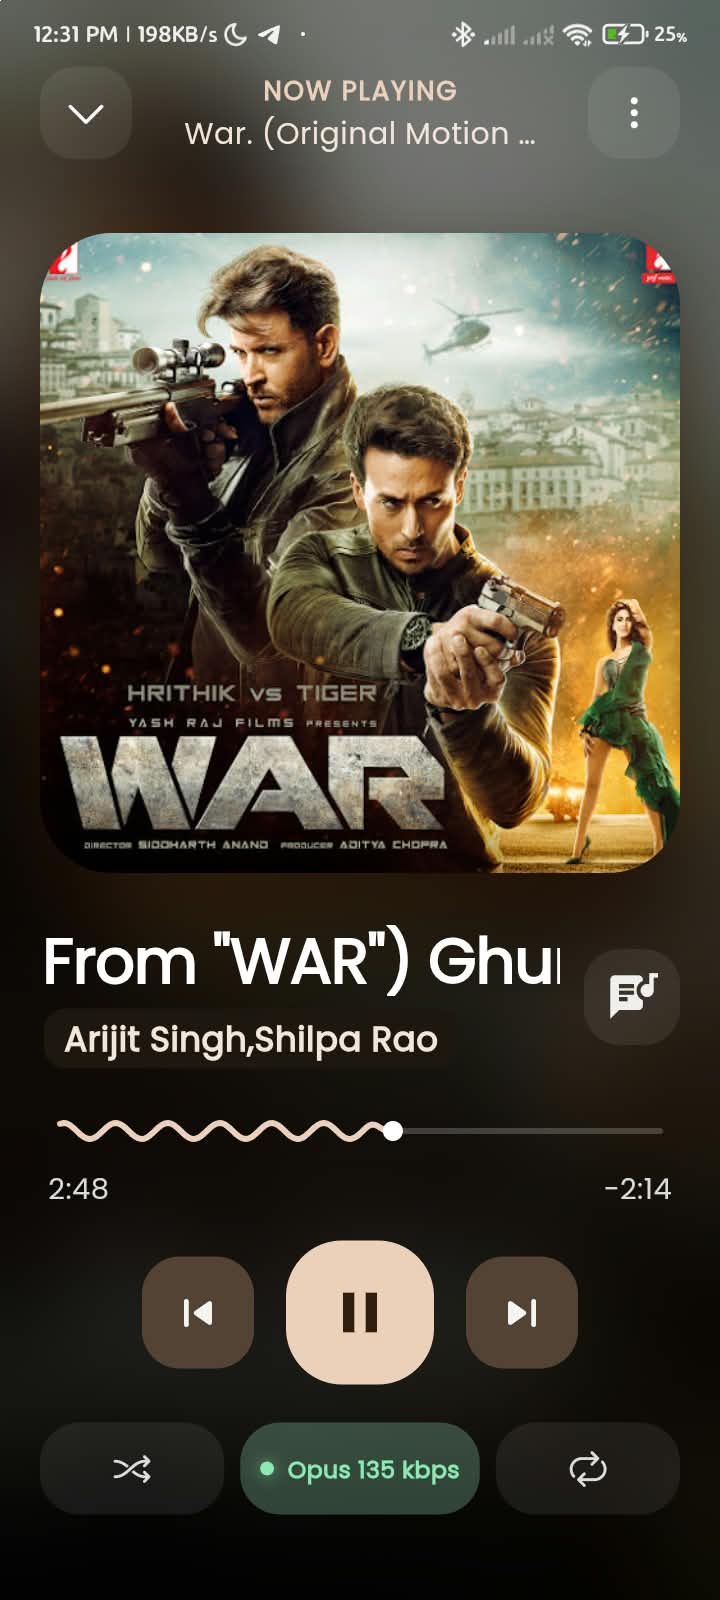 12:31 PM | 198KB/s
25%
NOW PLAYING
War. (Original Motion ...
HRITHIK vs TIGER
YASH RAJ FILMS PRESENTS
WAR
DIRECTOR SIDDHARTH ANAND PRODUCER ADITYA CHOPRA
From "WAR") Ghu
Arijit Singh,Shilpa Rao
2:48
-2:14
Opus 135 kbps